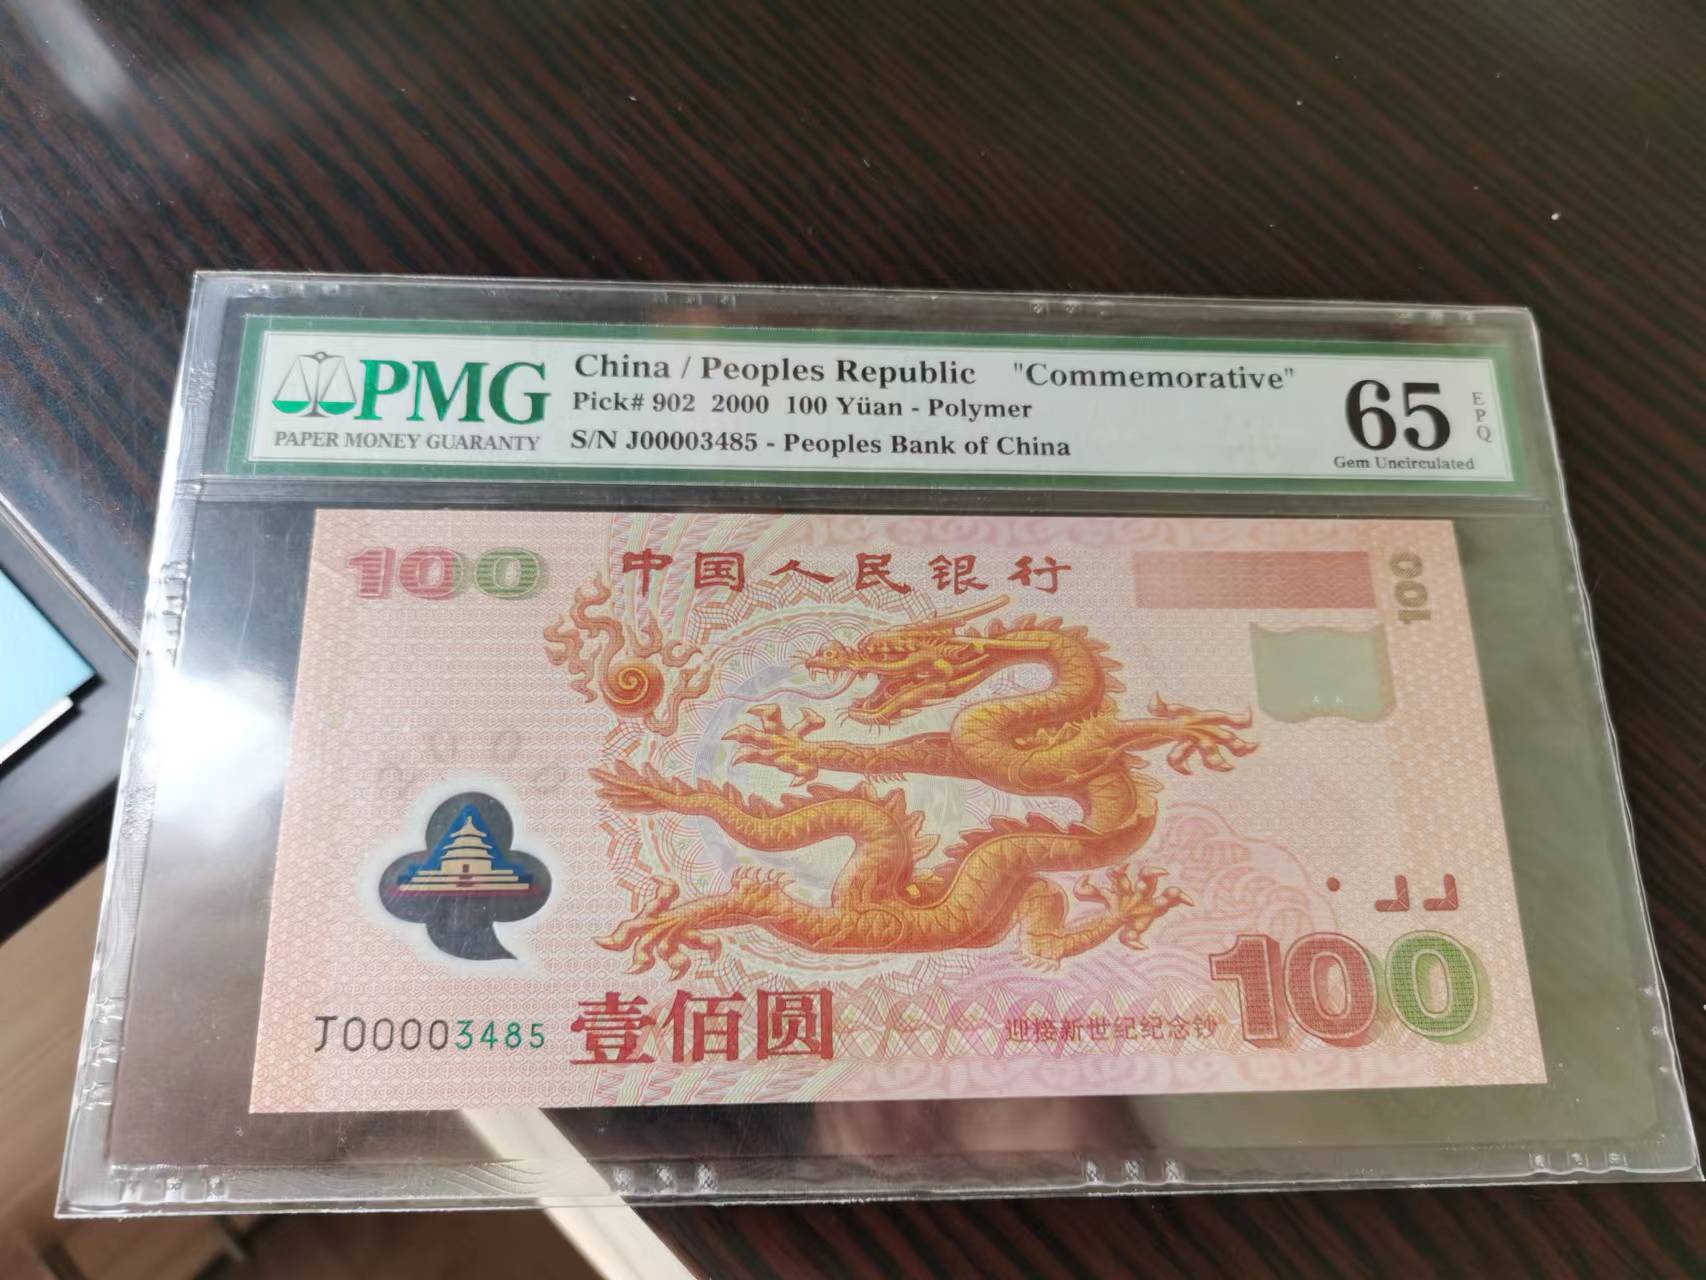 PMG
PAPER MONEY GUARANTY
China / Peoples Republic "Commemorative"
Pick# 902 2000 100 Yüan - Polymer
S/N J00003485 - Peoples Bank of China
65
EPQ
Gem Uncirculated
100
中国人民银行
100
J00003485
壹佰圆
迎接新世纪纪念钞
100